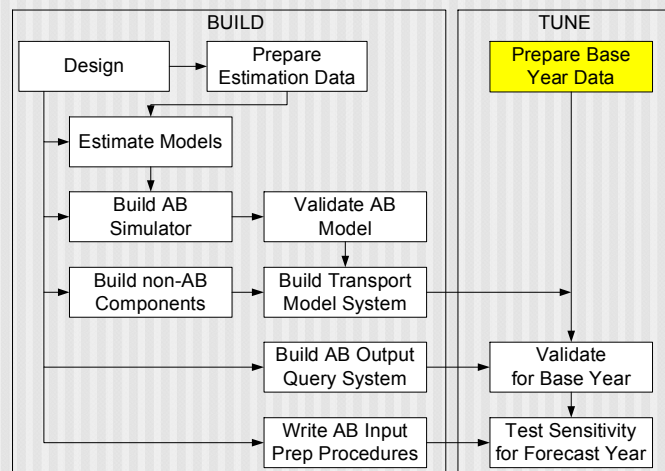 BUILD
TUNE
Design
Prepare
Estimation Data
Prepare Base
Year Data
Estimate Models
Build AB
Simulator
Validate AB
Model
Build non-AB
Components
Build Transport
Model System
Build AB Output
Query System
Validate
for Base Year
Write AB Input
Prep Procedures
Test Sensitivity
for Forecast Year